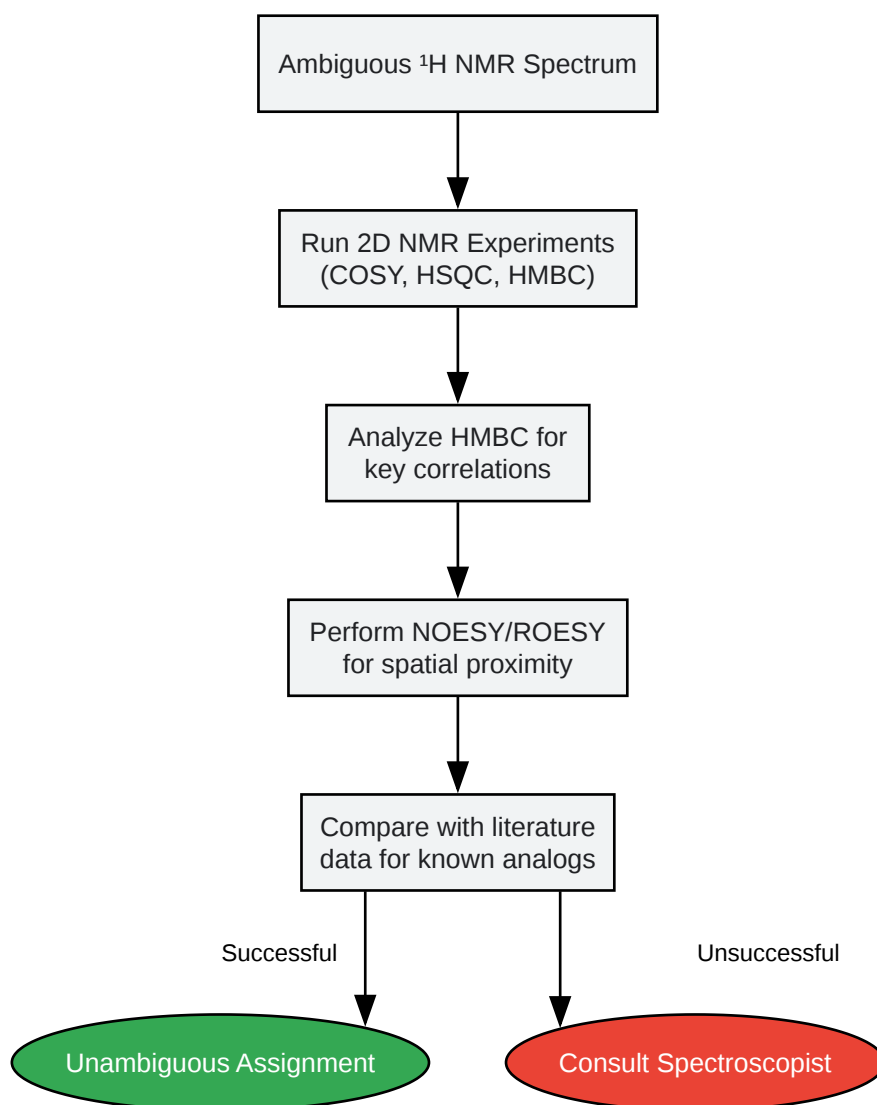 Ambiguous ¹H NMR Spectrum
Run 2D NMR Experiments
(COSY, HSQC, HMBC)
Analyze HMBC for
key correlations
Perform NOESY/ROESY
for spatial proximity
Compare with literature
data for known analogs
Successful
Unsuccessful
Unambiguous Assignment
Consult Spectroscopist